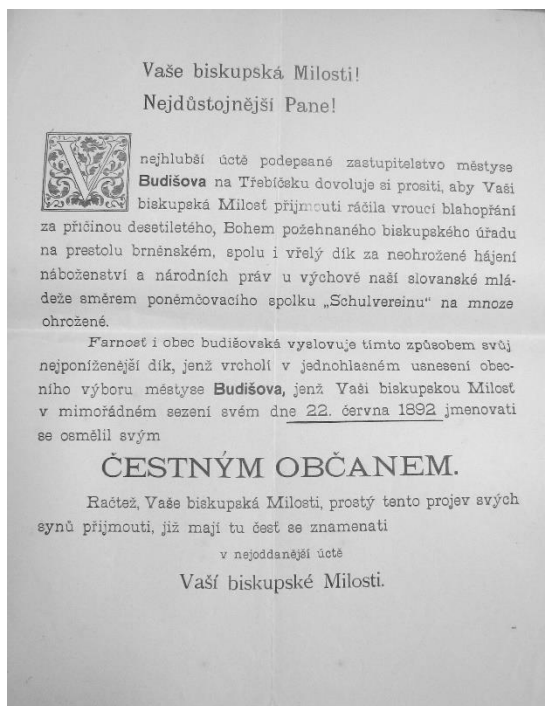 Vaše biskupská Milosti!
Nejdůstojnější Pane!
V nejhlubší úctě podepsané zastupitelstvo městyse
Budišova na Třebíčsku dovoluje si prositi, aby Vaši
biskupská Milosť přijmouti ráčila vroucí blahopřání
za příčinou desetiletého, Bohem požehnaného biskupského úřadu
na prestolu brněnském, spolu i vřelý dík za neohrožené hájení
náboženství a národních práv u výchově naší slovanské mlá-
deže směrem poněmčovacího spolku „Schulvereinu“ na mnoze
ohrožené.
Farnosť i obec budišovská vyslovuje tímto způsobem svůj
nejponíženější dík, jenž vrcholí v jednohlasném usnesení obec-
ního výboru městyse Budišova, jenž Vaši biskupskou Milosť
v mimořádném sezení svém dne 22. června 1892 jmenovati
se osmělil svým
ČESTNÝM OBČANEM.
Račtež, Vaše biskupská Milosti, prostý tento projev svých
synů přijmouti, již mají tu česť se znamenati
v nejoddanější úctě
Vaší biskupské Milosti.